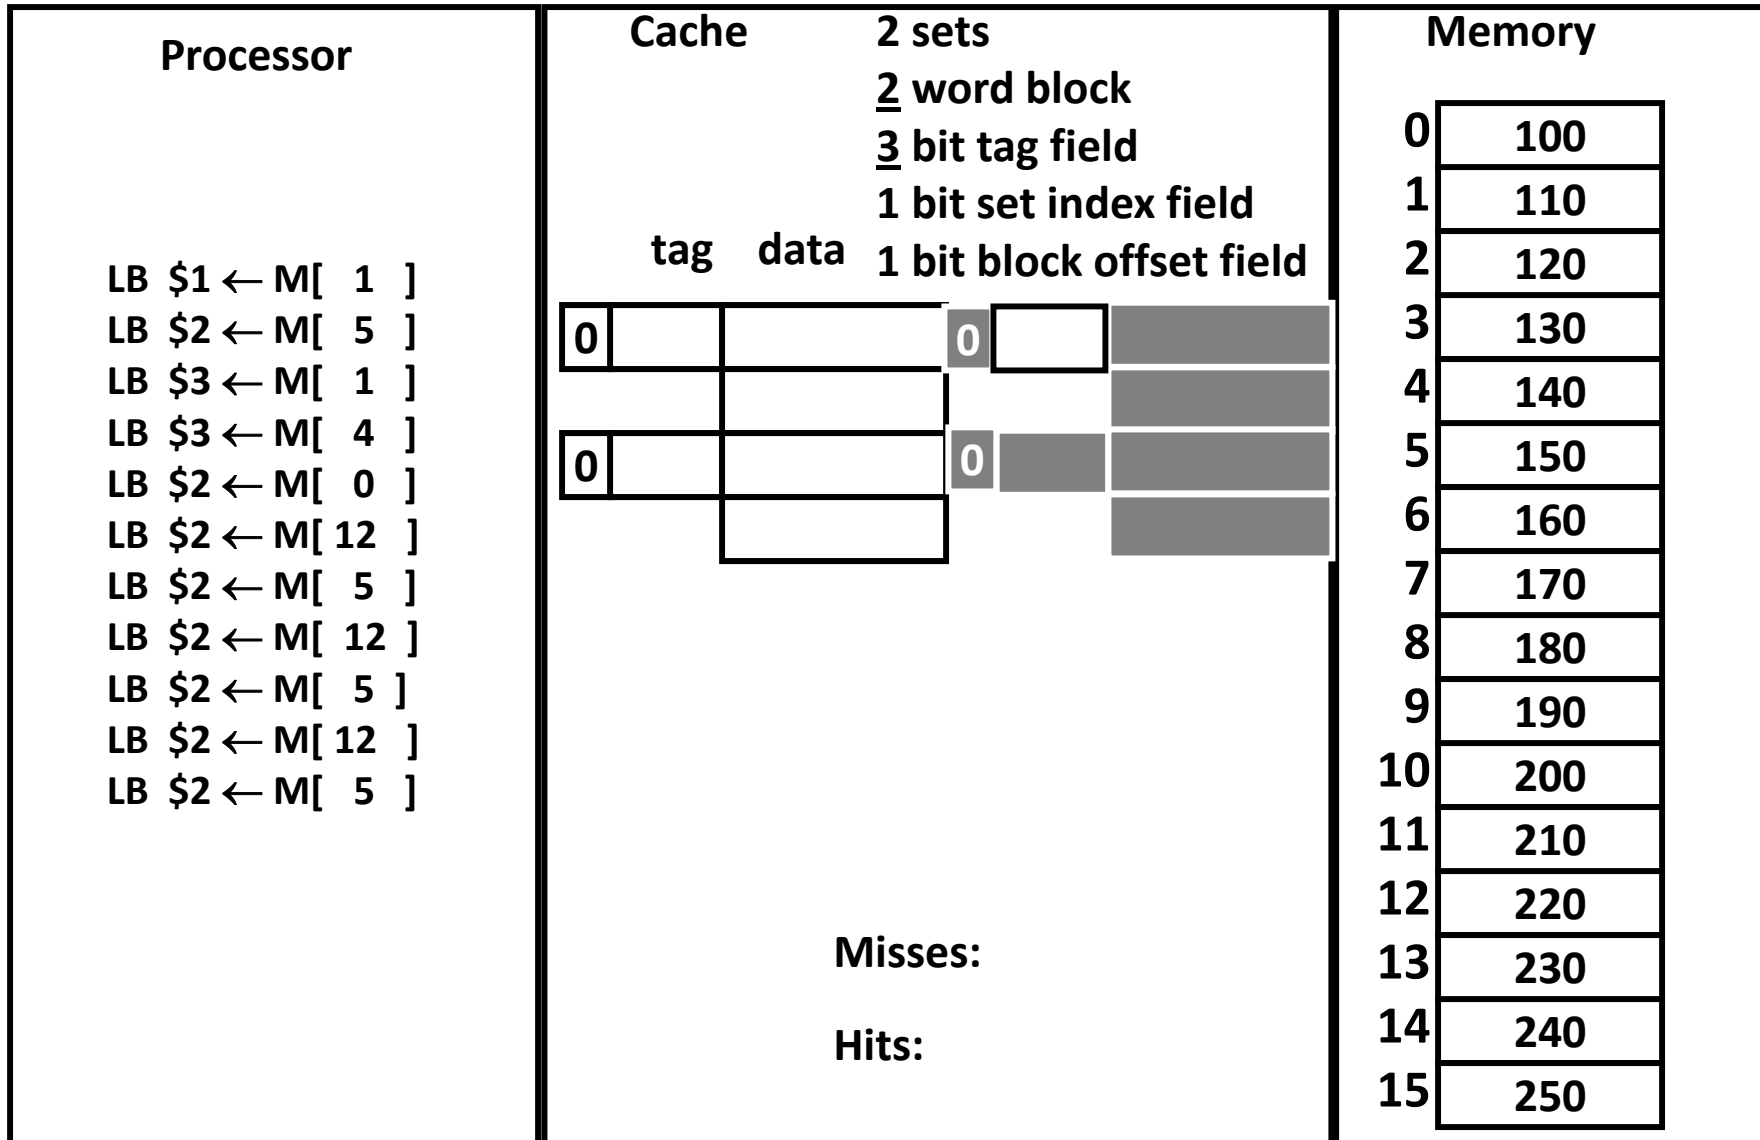 Processor
LB $1 ← M[ 1 ]
LB $2 ← M[ 5 ]
LB $3 ← M[ 1 ]
LB $3 ← M[ 4 ]
LB $2 ← M[ 0 ]
LB $2 ← M[ 12 ]
LB $2 ← M[ 5 ]
LB $2 ← M[ 12 ]
LB $2 ← M[ 5 ]
LB $2 ← M[ 12 ]
LB $2 ← M[ 5 ]
Cache
2 sets
2 word block
3 bit tag field
1 bit set index field
1 bit block offset field
tag data
0 0
0 0
Misses:
Hits:
Memory
0 100
1 110
2 120
3 130
4 140
5 150
6 160
7 170
8 180
9 190
10 200
11 210
12 220
13 230
14 240
15 250